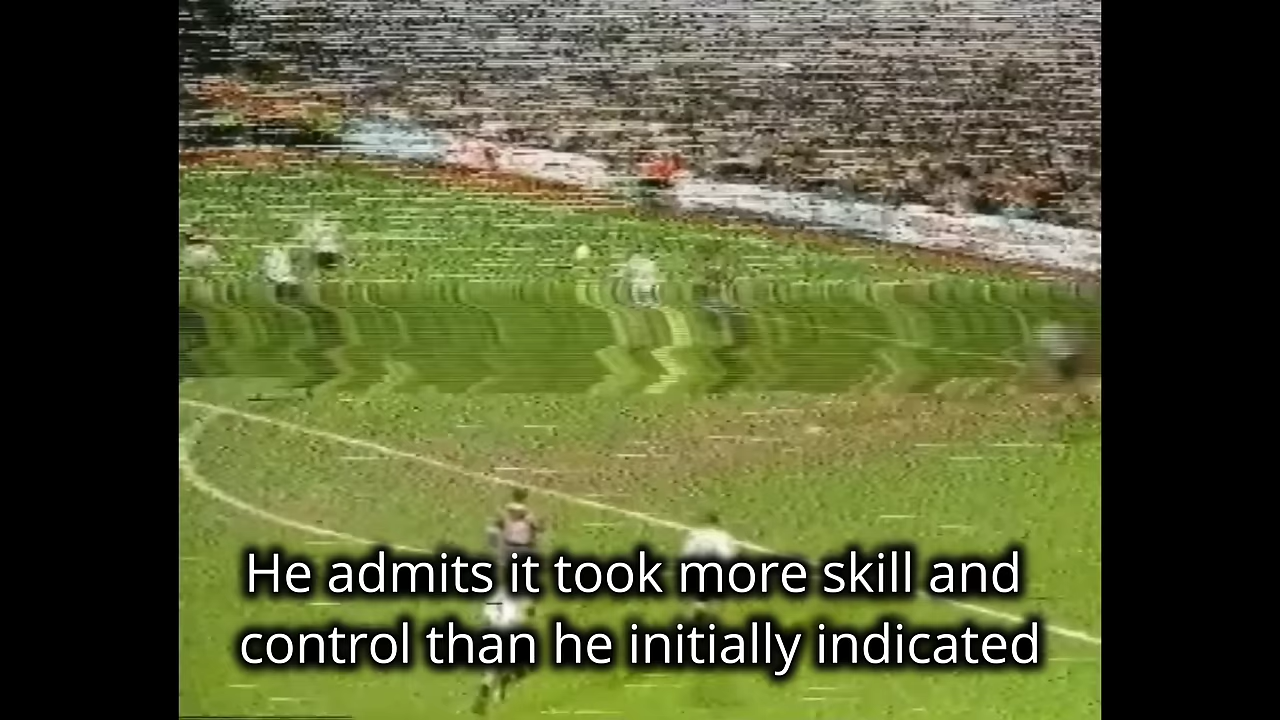 He admits it took more skill and
control than he initially indicated